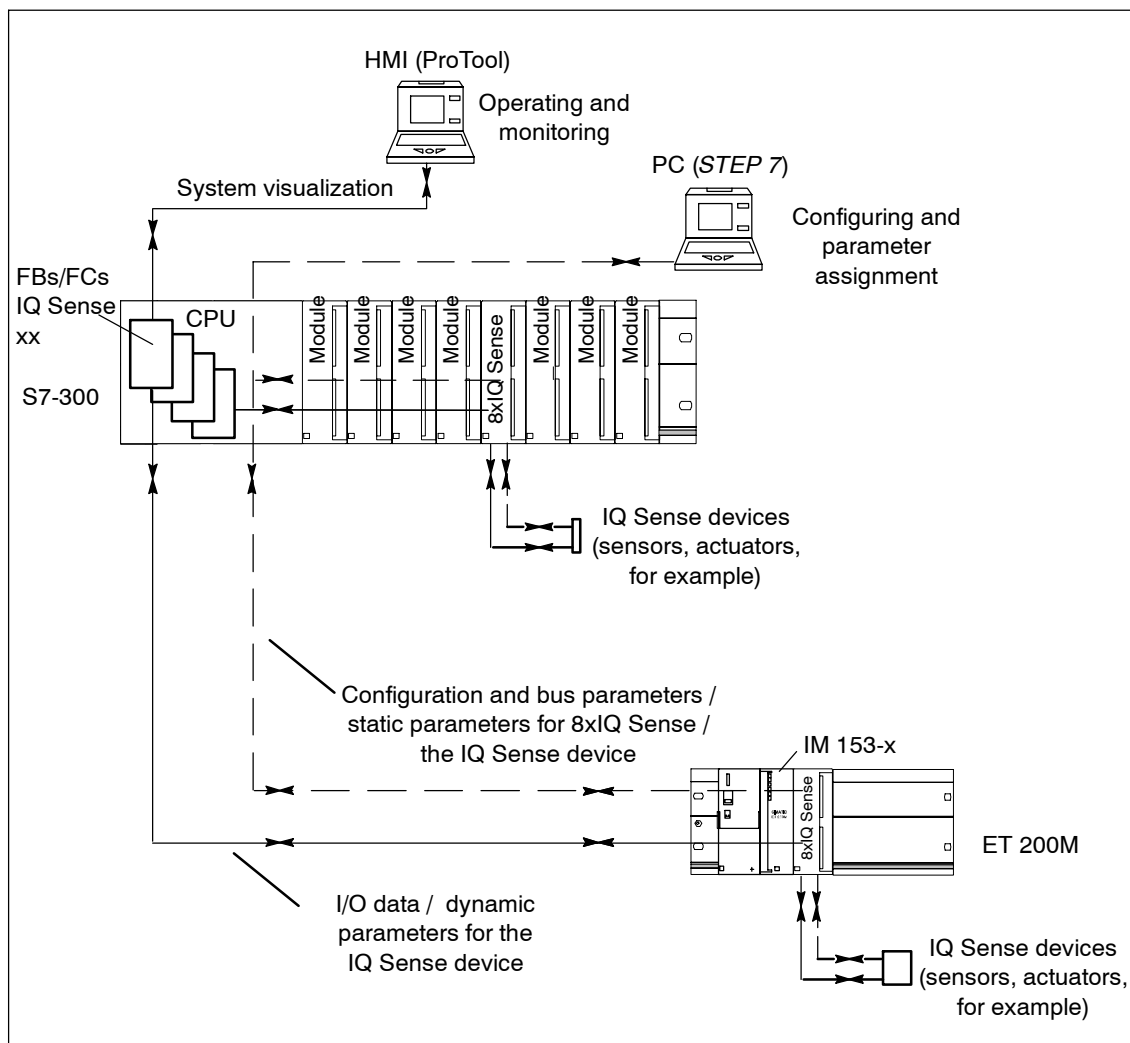 HMI (ProTool)
Operating and
monitoring
PC (STEP 7)
System visualization
Configuring and
parameter
assignment
FBs/FCs
IQ Sense
xx
CPU
S7-300
Module
Module
Module
Module
8xIQ Sense
Module
Module
Module
IQ Sense devices
(sensors, actuators,
for example)
Configuration and bus parameters /
static parameters for 8xIQ Sense /
the IQ Sense device
IM 153-x
8xIQ Sense
ET 200M
I/O data / dynamic
parameters for the
IQ Sense device
IQ Sense devices
(sensors, actuators,
for example)